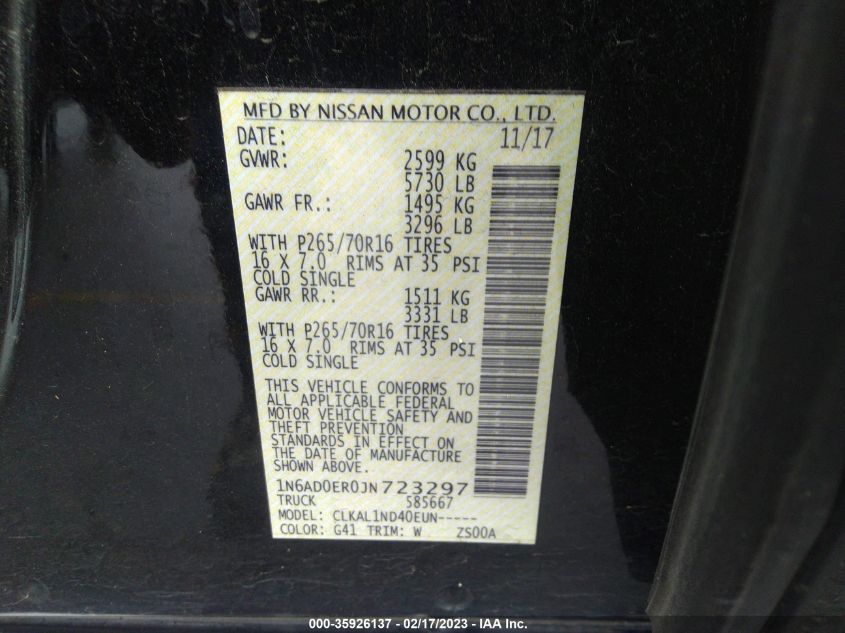 MFD BY NISSAN MOTOR CO., LTD.
DATE: 11/17
GVWR: 2599 KG
5730 LB
GAWR FR.: 1495 KG
3296 LB
WITH P265/70R16 TIRES
16 X 7.0 RIMS AT 35 PSI
COLD SINGLE
GAWR RR.: 1511 KG
3331 LB
WITH P265/70R16 TIRES
16 X 7.0 RIMS AT 35 PSI
COLD SINGLE
THIS VEHICLE CONFORMS TO
ALL APPLICABLE FEDERAL
MOTOR VEHICLE SAFETY AND
THEFT PREVENTION
STANDARDS IN EFFECT ON
THE DATE OF MANUFACTURE
SHOWN ABOVE.
1N6AD0ER0JN723297
TRUCK 585667
MODEL: CLKAL1ND40EUN-----
COLOR: G41 TRIM: W ZS00A
000-35926137 - 02/17/2023 - IAA Inc.